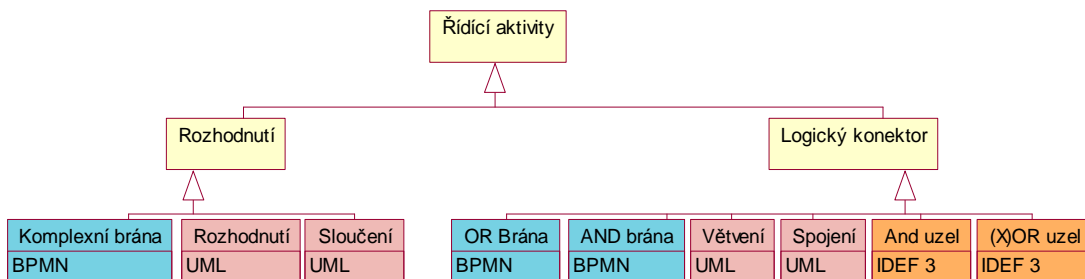 Řídící aktivity
Rozhodnutí
Logický konektor
Komplexní brána
BPMN
Rozhodnutí
UML
Sloučení
UML
OR Brána
BPMN
AND brána
BPMN
Větvení
UML
Spojení
UML
And uzel
IDEF 3
(X)OR uzel
IDEF 3